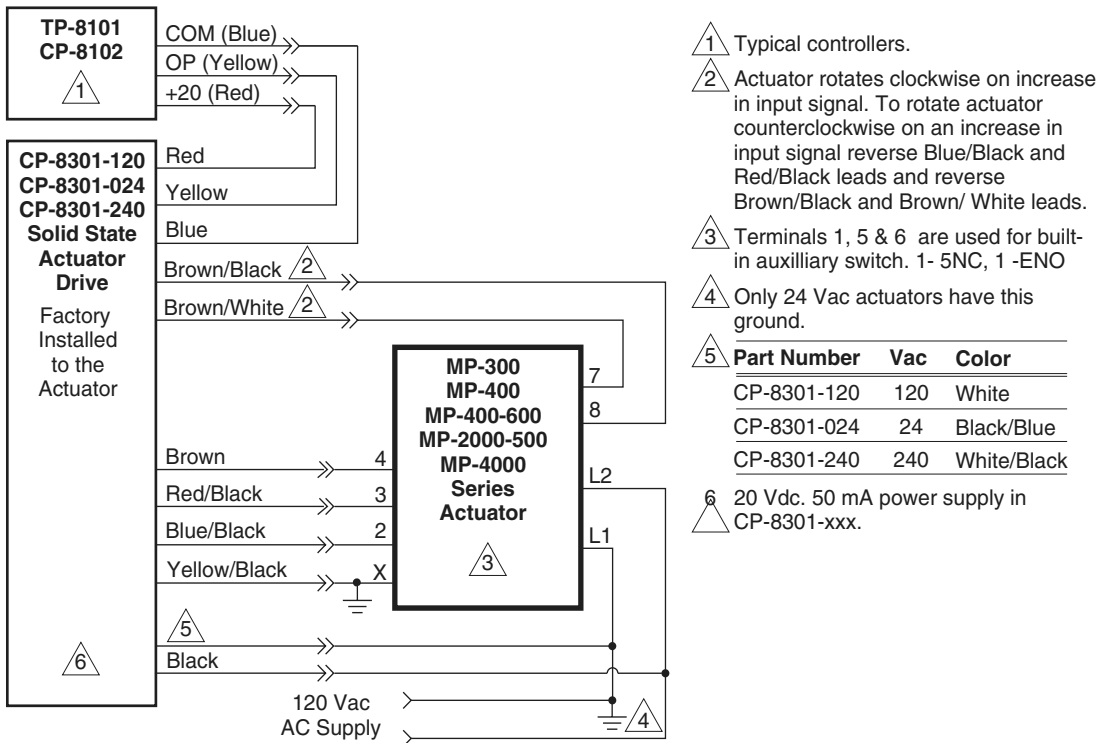 TP-8101
CP-8102
1
COM (Blue)
OP (Yellow)
+20 (Red)
CP-8301-120
CP-8301-024
CP-8301-240
Solid State
Actuator
Drive
Factory
Installed
to the
Actuator
6
Red
Yellow
Blue
Brown/Black 2
Brown/White 2
Brown
Red/Black
Blue/Black
Yellow/Black
5
Black
4
3
2
X
MP-300
MP-400
MP-400-600
MP-2000-500
MP-4000
Series
Actuator
3
7
8
L2
L1
120 Vac
AC Supply
4
1 Typical controllers.
2 Actuator rotates clockwise on increase
in input signal. To rotate actuator
counterclockwise on an increase in
input signal reverse Blue/Black and
Red/Black leads and reverse
Brown/Black and Brown/ White leads.
3 Terminals 1, 5 & 6 are used for built-
in auxilliary switch. 1- 5NC, 1 -ENO
4 Only 24 Vac actuators have this
ground.
5 Part Number Vac Color
CP-8301-120 120 White
CP-8301-024 24 Black/Blue
CP-8301-240 240 White/Black
6 20 Vdc. 50 mA power supply in
CP-8301-xxx.